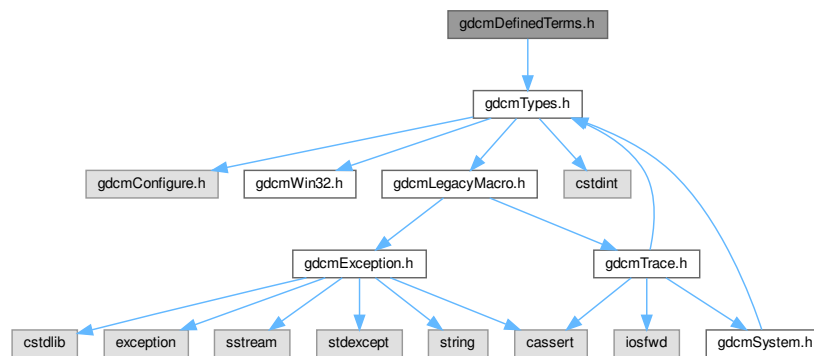 gdcmDefinedTerms.h
gdcmTypes.h
gdcmConfigure.h
gdcmWin32.h
gdcmLegacyMacro.h
cstdint
gdcmException.h
gdcmTrace.h
cstdlib
exception
sstream
stdexcept
string
cassert
iosfwd
gdcmSystem.h